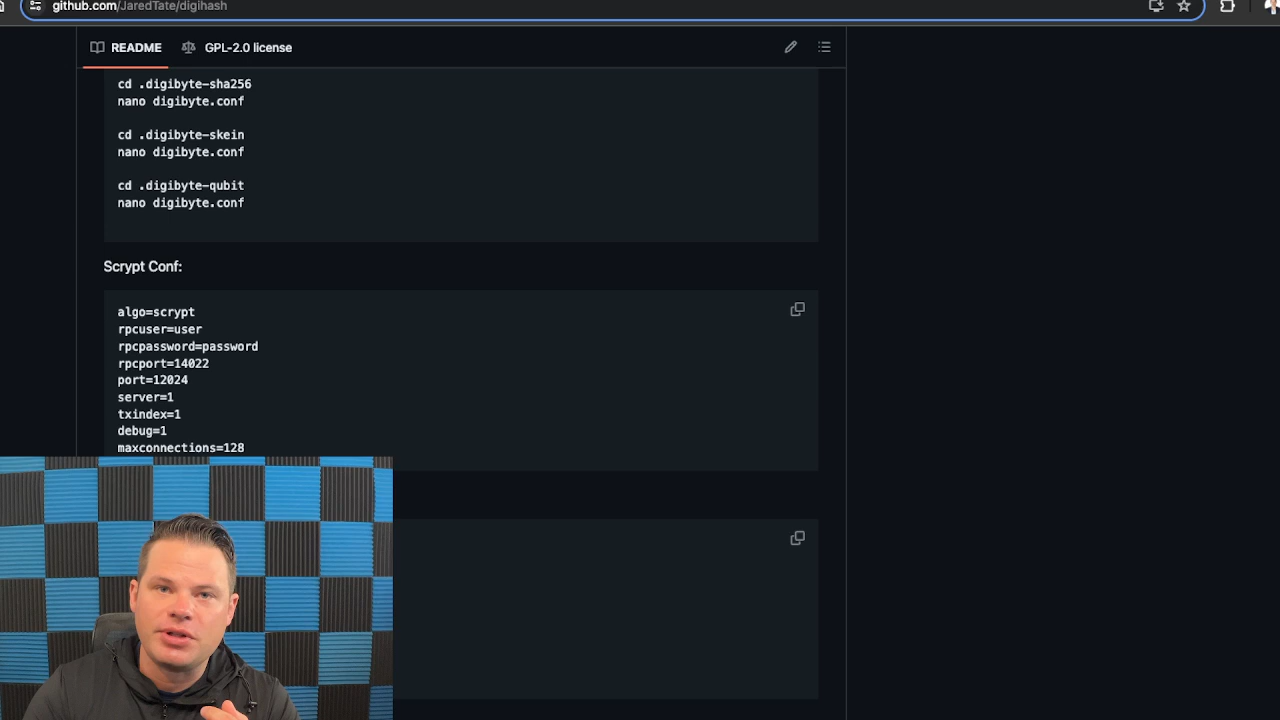 github.com/JaredTate/digihash
README
GPL-2.0 license
cd .digibyte-sha256
nano digibyte.conf
cd .digibyte-skein
nano digibyte.conf
cd .digibyte-qubit
nano digibyte.conf
Scrypt Conf:
algo=scrypt
rpcuser=user
rpcpassword=password
rpcport=14022
port=12024
server=1
txindex=1
debug=1
maxconnections=128